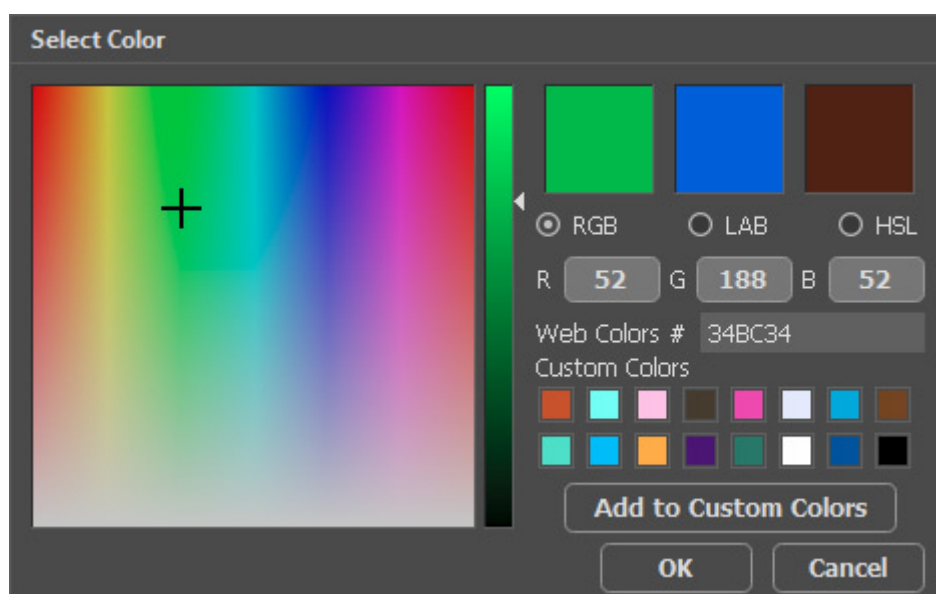 Select Color
RGB LAB HSL
R 52 G 188 B 52
Web Colors # 34BC34
Custom Colors
Add to Custom Colors
OK Cancel